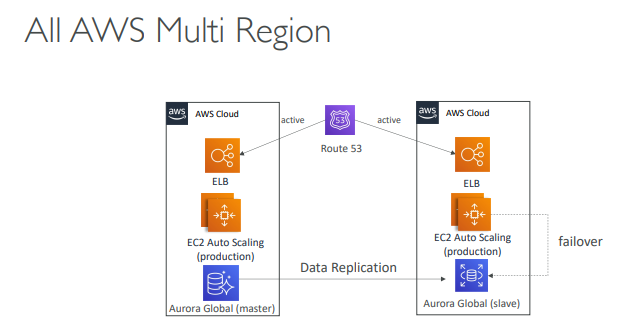 All AWS Multi Region
aws
AWS Cloud
active
53
active
aws
AWS Cloud
Route 53
ELB
ELB
EC2 Auto Scaling
(production)
EC2 Auto Scaling
(production)
failover
Data Replication
Aurora Global (master)
Aurora Global (slave)